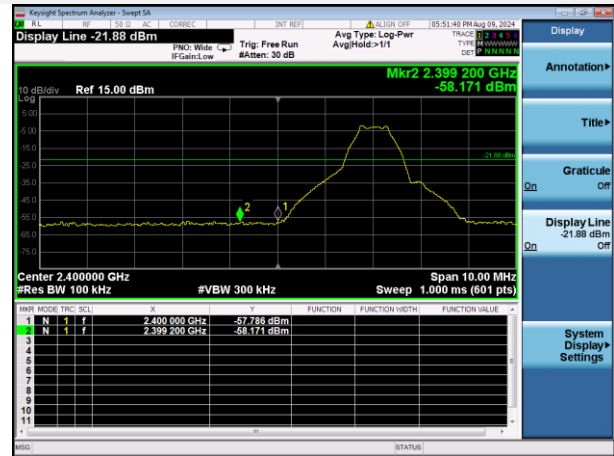 Keysight Spectrum Analyzer - Swept SA
RL RF 50 Ω AC CORREC INT REF ALIGN OFF 05:51:40 PM Aug 09, 2024
Display Line -21.88 dBm
PNO: Wide
IFGain:Low
Trig: Free Run
#Atten: 30 dB
Avg Type: Log-Pwr
Avg|Hold:>1/1
TRACE 1 2 3 4 5 6
TYPE M WWWWW
DET P N N N N N
Mkr2 2.399 200 GHz
-58.171 dBm
10 dB/div Ref 15.00 dBm
Log
5.00
-5.00
-15.0
-21.88 dBm
-25.0
-35.0
-45.0
-55.0
-65.0
-75.0
2
1
Center 2.400000 GHz Span 10.00 MHz
#Res BW 100 kHz #VBW 300 kHz Sweep 1.000 ms (601 pts)
MKR MODE TRC SCL X Y FUNCTION FUNCTION WIDTH FUNCTION VALUE
1 N 1 f 2.400 000 GHz -57.786 dBm
2 N 1 f 2.399 200 GHz -58.171 dBm
3
4
5
6
7
8
9
10
11
MSG STATUS
Display
Annotation
Title
Graticule
On Off
Display Line
-21.88 dBm
On Off
System
Display
Settings